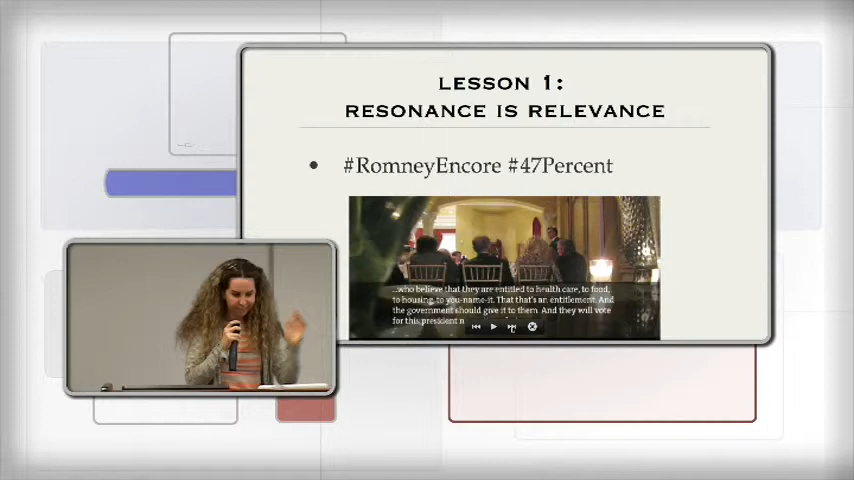 LESSON 1:
RESONANCE IS RELEVANCE
• #RomneyEncore #47Percent
...who believe that they are entitled to health care, to food,
to housing, to you-name-it. That that's an entitlement. And
the government should give it to them. And they will vote
for this president n